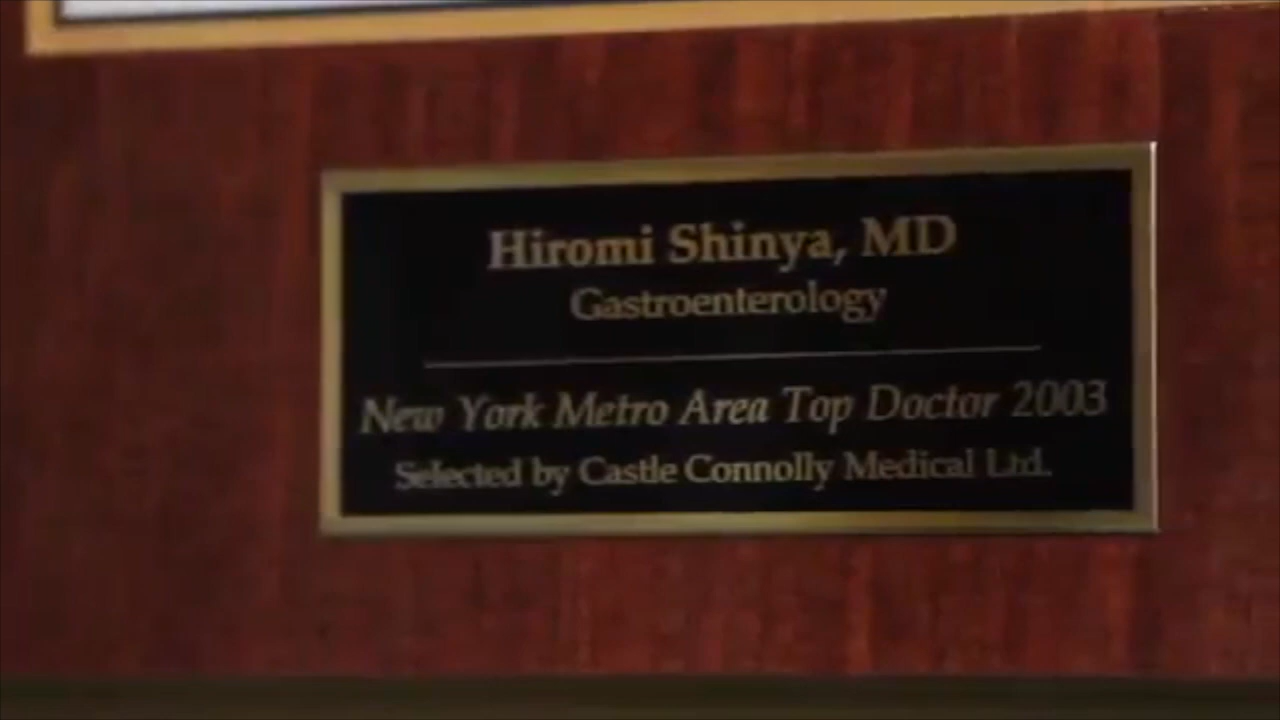 Hiromi Shinya, MD
Gastroenterology
New York Metro Area Top Doctor 2003
Selected by Castle Connolly Medical Ltd.